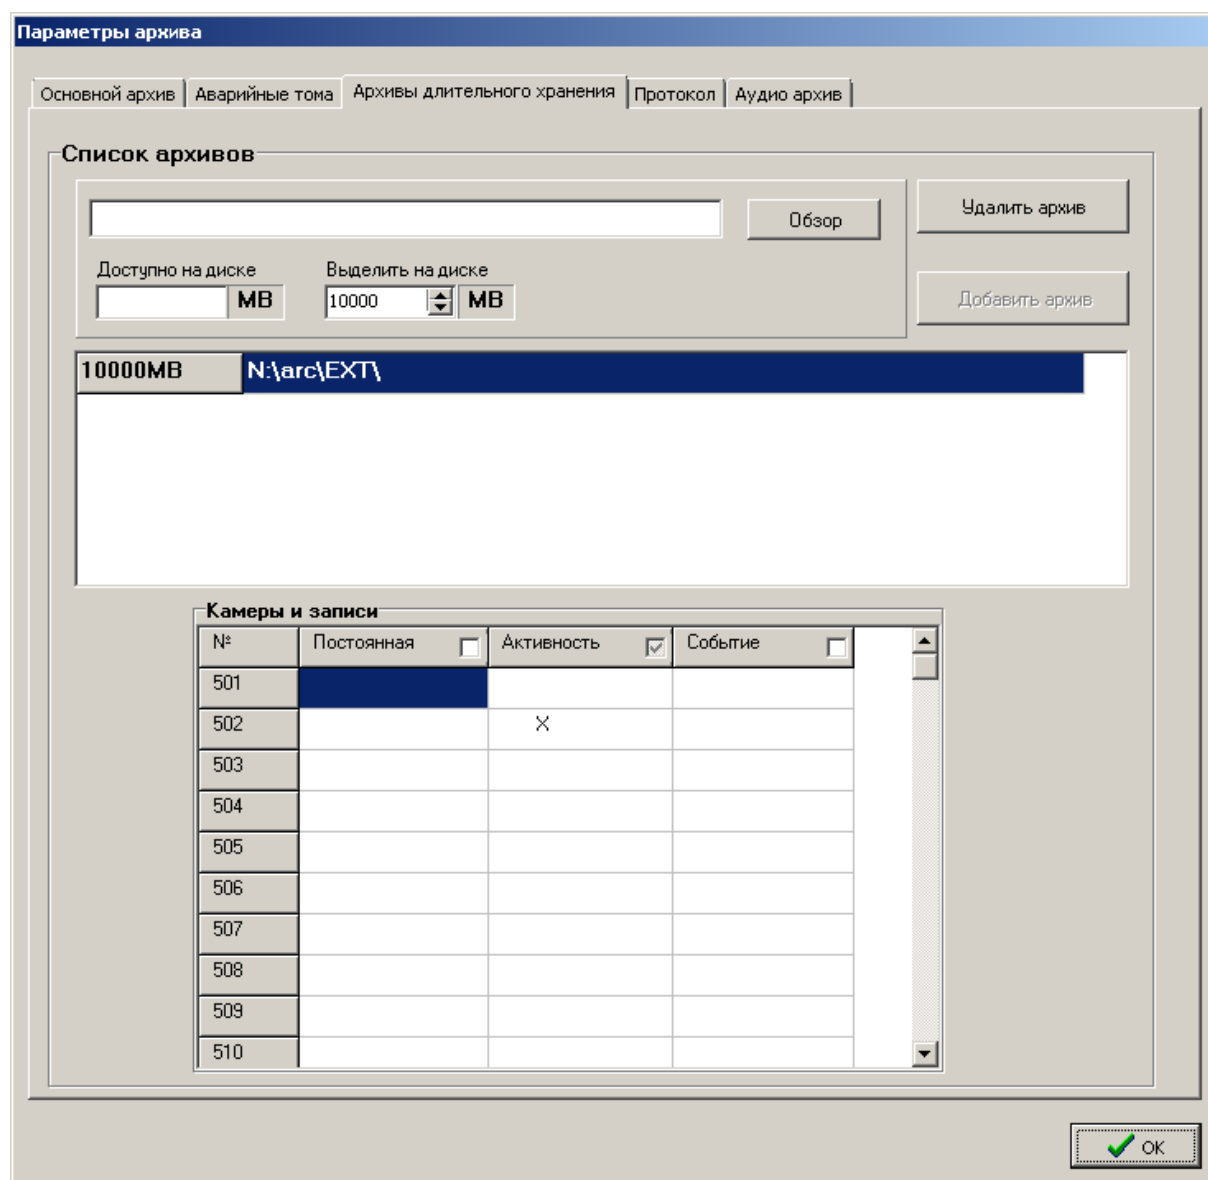 Параметры архива
Основной архив Аварийные тома Архивы длительного хранения Протокол Аудио архив
Список архивов
Обзор Удалить архив
Доступно на диске Выделить на диске
MB 10000 MB Добавить архив
10000MB N:\arc\EXT\
Камеры и записи
№ Постоянная Активность Событие
501
502 X
503
504
505
506
507
508
509
510
OK